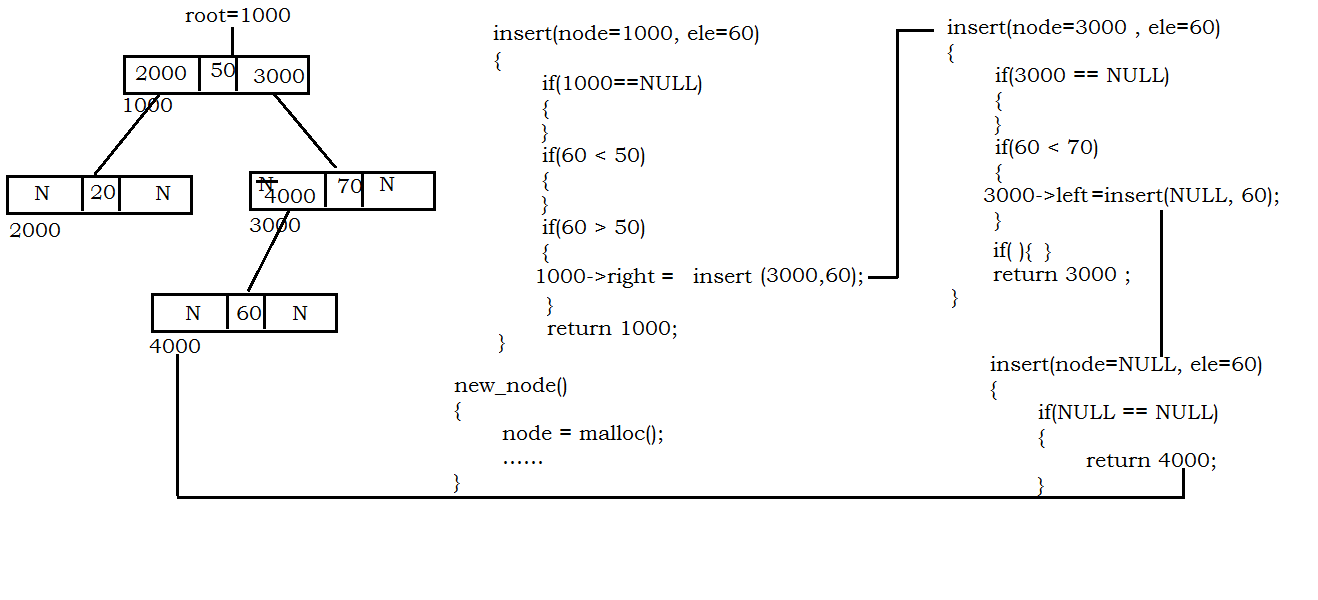 root=1000
2000 50 3000
1000
N 20 N
2000
N 4000 70 N
3000
N 60 N
4000
insert(node=1000, ele=60)
{
if(1000==NULL)
{
}
if(60 < 50)
{
}
if(60 > 50)
{
1000->right = insert (3000,60);
}
return 1000;
}
new_node()
{
node = malloc();
......
}
insert(node=3000 , ele=60)
{
if(3000 == NULL)
{
}
if(60 < 70)
{
3000->left=insert(NULL, 60);
}
if( ){ }
return 3000 ;
}
insert(node=NULL, ele=60)
{
if(NULL == NULL)
{
return 4000;
}